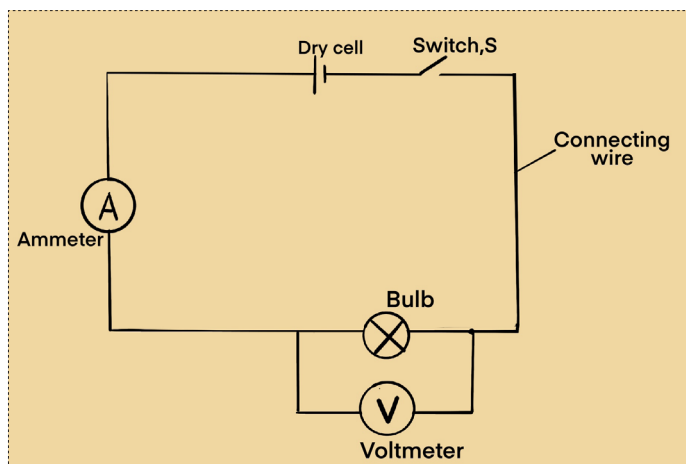 Dry cell
Switch,S
Connecting
wire
A
Ammeter
Bulb
V
Voltmeter